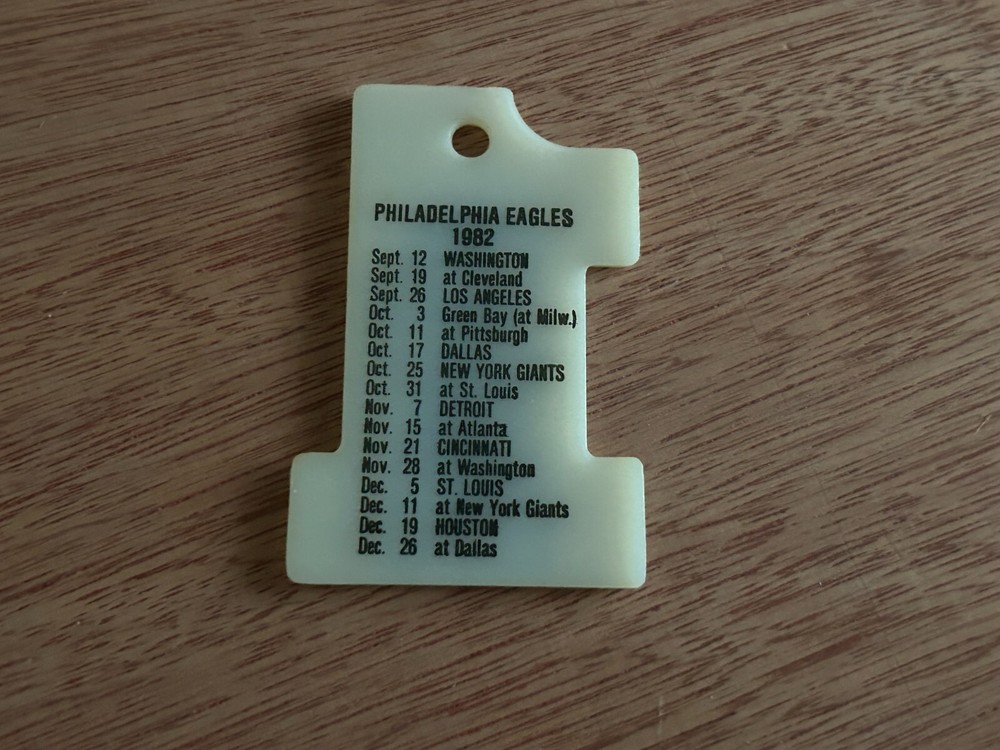 PHILADELPHIA EAGLES
1982
Sept. 12 WASHINGTON
Sept. 19 at Cleveland
Sept. 26 LOS ANGELES
Oct. 3 Green Bay (at Milw.)
Oct. 11 at Pittsburgh
Oct. 17 DALLAS
Oct. 25 NEW YORK GIANTS
Oct. 31 at St. Louis
Nov. 7 DETROIT
Nov. 15 at Atlanta
Nov. 21 CINCINNATI
Nov. 28 at Washington
Dec. 5 ST. LOUIS
Dec. 11 at New York Giants
Dec. 19 HOUSTON
Dec. 26 at Dallas